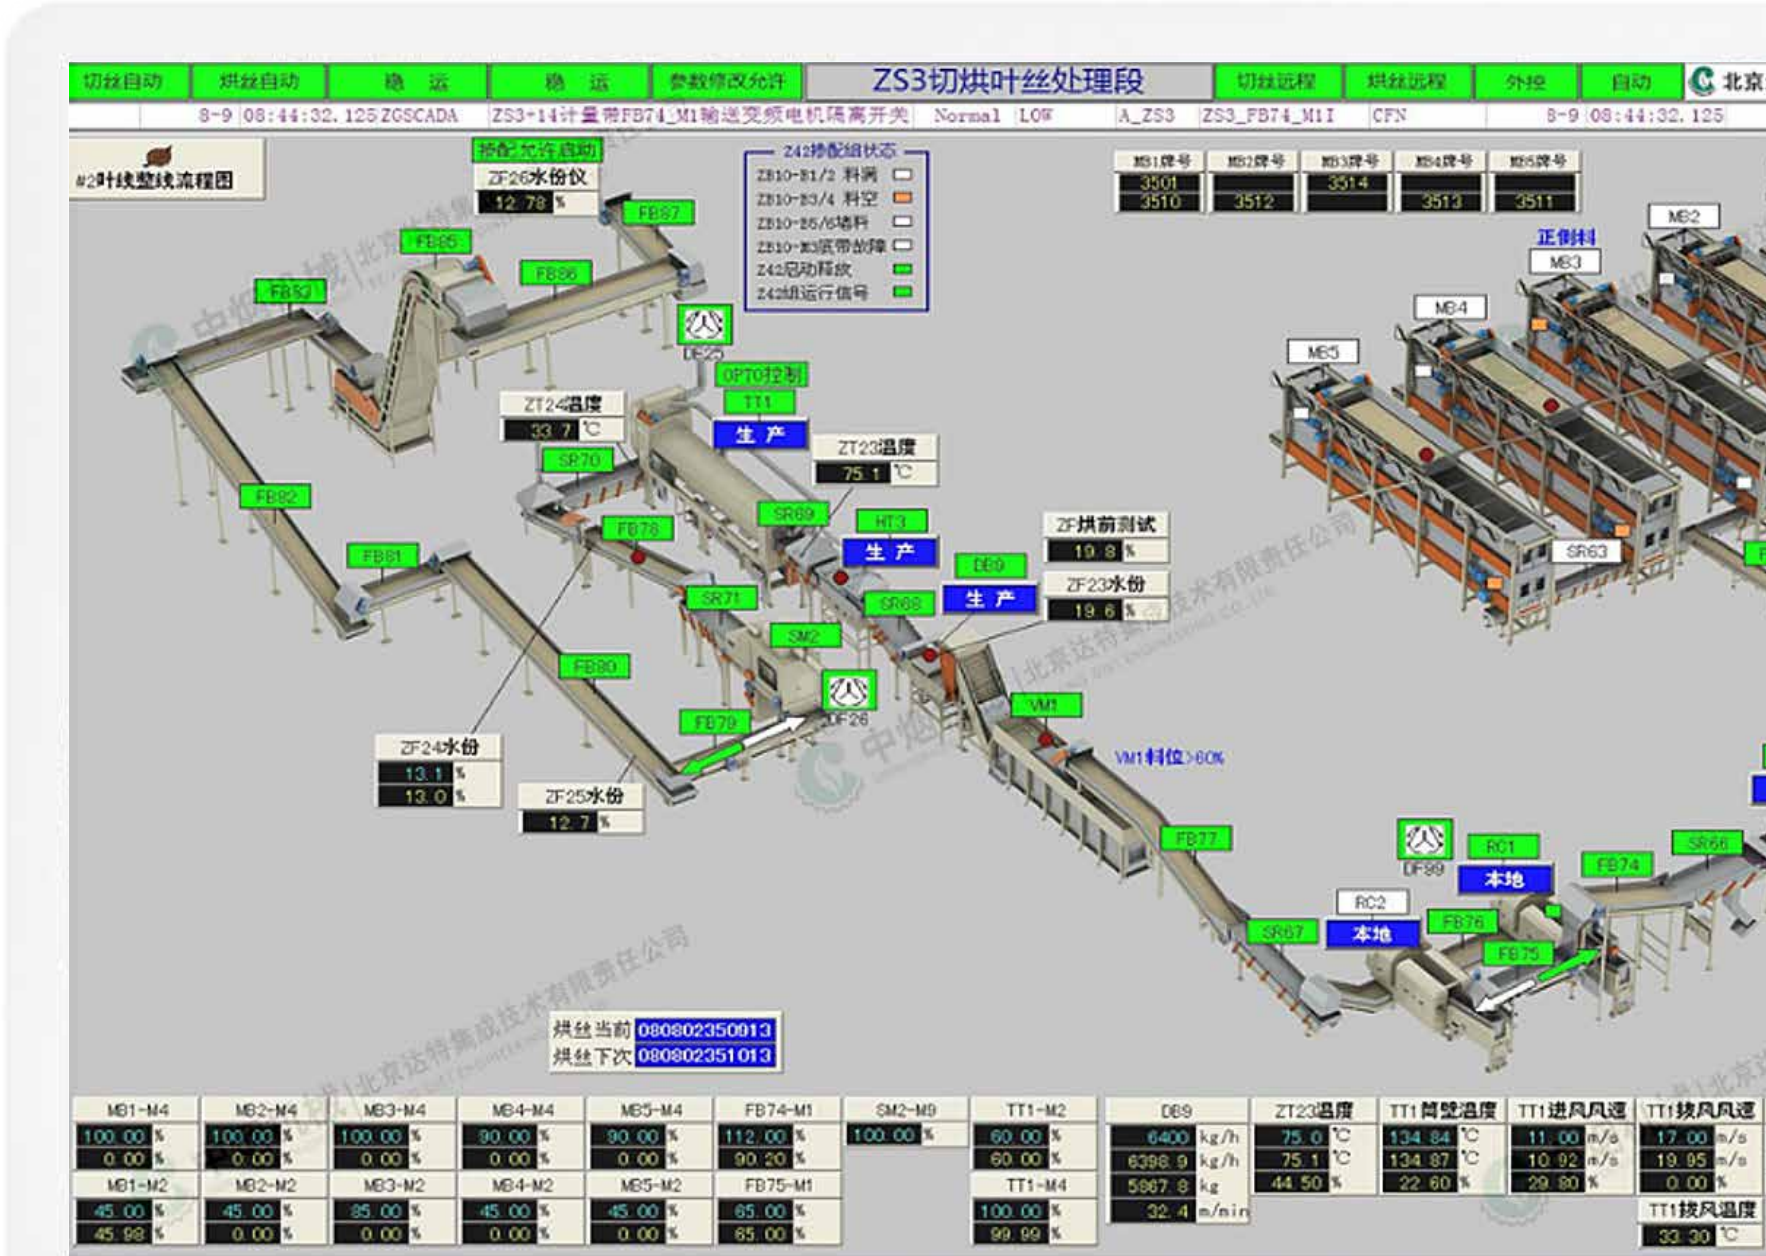 切丝自动 烘丝自动 稳 运 稳 运 参数修改允许 ZS3切烘叶丝处理段 切丝远程 烘丝远程 外控 自动 北京
8-9 08:44:32.125 ZGSCADA ZS3+14计量带FB74_M1输送变频电机隔离开关 Normal LOW A_ZS3 ZS3_FB74_M1I CFN 8-9 08:44:32.125
#2叶线整线流程图
掺配允许启动
ZF26水份仪
12.78 %
Z42掺配组状态
ZB10-B1/2 料满
ZB10-B3/4 料空
ZB10-B5/6堵料
ZB10-M3底带故障
Z42启动释放
Z42组运行信号
MB1牌号 MB2牌号 MB3牌号 MB4牌号 MB5牌号
3501 3514
3510 3512 3513 3511
FB87
FB85
FB86
FB83
DF25
MB2
正倒料
MB3
MB4
MB5
SR63
OPTO控制
TT1
生 产
ZT24温度
33.7 ℃
ZT23温度
75.1 ℃
SR70
FB82
FB78
SR69
HT3
生 产
ZF烘前测试
19.8 %
FB81
DB9
生 产
ZF23水份
19.6 %
SR71
SR68
SM2
FB80
DF26
FB79
VM1
VM1料位>60%
ZF24水份
13.1 %
13.0 %
ZF25水份
12.7 %
FB77
DF99
RC1
本地
FB74
SR66
RC2
本地
SR67
FB76
FB75
烘丝当前 080802350913
烘丝下次 080802351013
MB1-M4 MB2-M4 MB3-M4 MB4-M4 MB5-M4 FB74-M1 SM2-M9 TT1-M2 DB9 ZT23温度 TT1筒壁温度 TT1进风风速 TT1拨风风速
100.00 % 100.00 % 100.00 % 90.00 % 90.00 % 112.00 % 100.00 % 60.00 % 6400 kg/h 75.0 ℃ 134.84 ℃ 11.00 m/s 17.00 m/s
0.00 % 0.00 % 0.00 % 0.00 % 0.00 % 90.20 % 60.00 % 6398.9 kg/h 75.1 ℃ 134.87 ℃ 10.92 m/s 19.95 m/s
MB1-M2 MB2-M2 MB3-M2 MB4-M2 MB5-M2 FB75-M1 TT1-M4 5867.8 kg 44.50 % 22.60 % 29.80 % 0.00 %
45.00 % 45.00 % 85.00 % 45.00 % 45.00 % 65.00 % 100.00 % 32.4 m/min TT1拨风温度
45.98 % 0.00 % 0.00 % 0.00 % 0.00 % 65.00 % 99.99 % 33.30 ℃